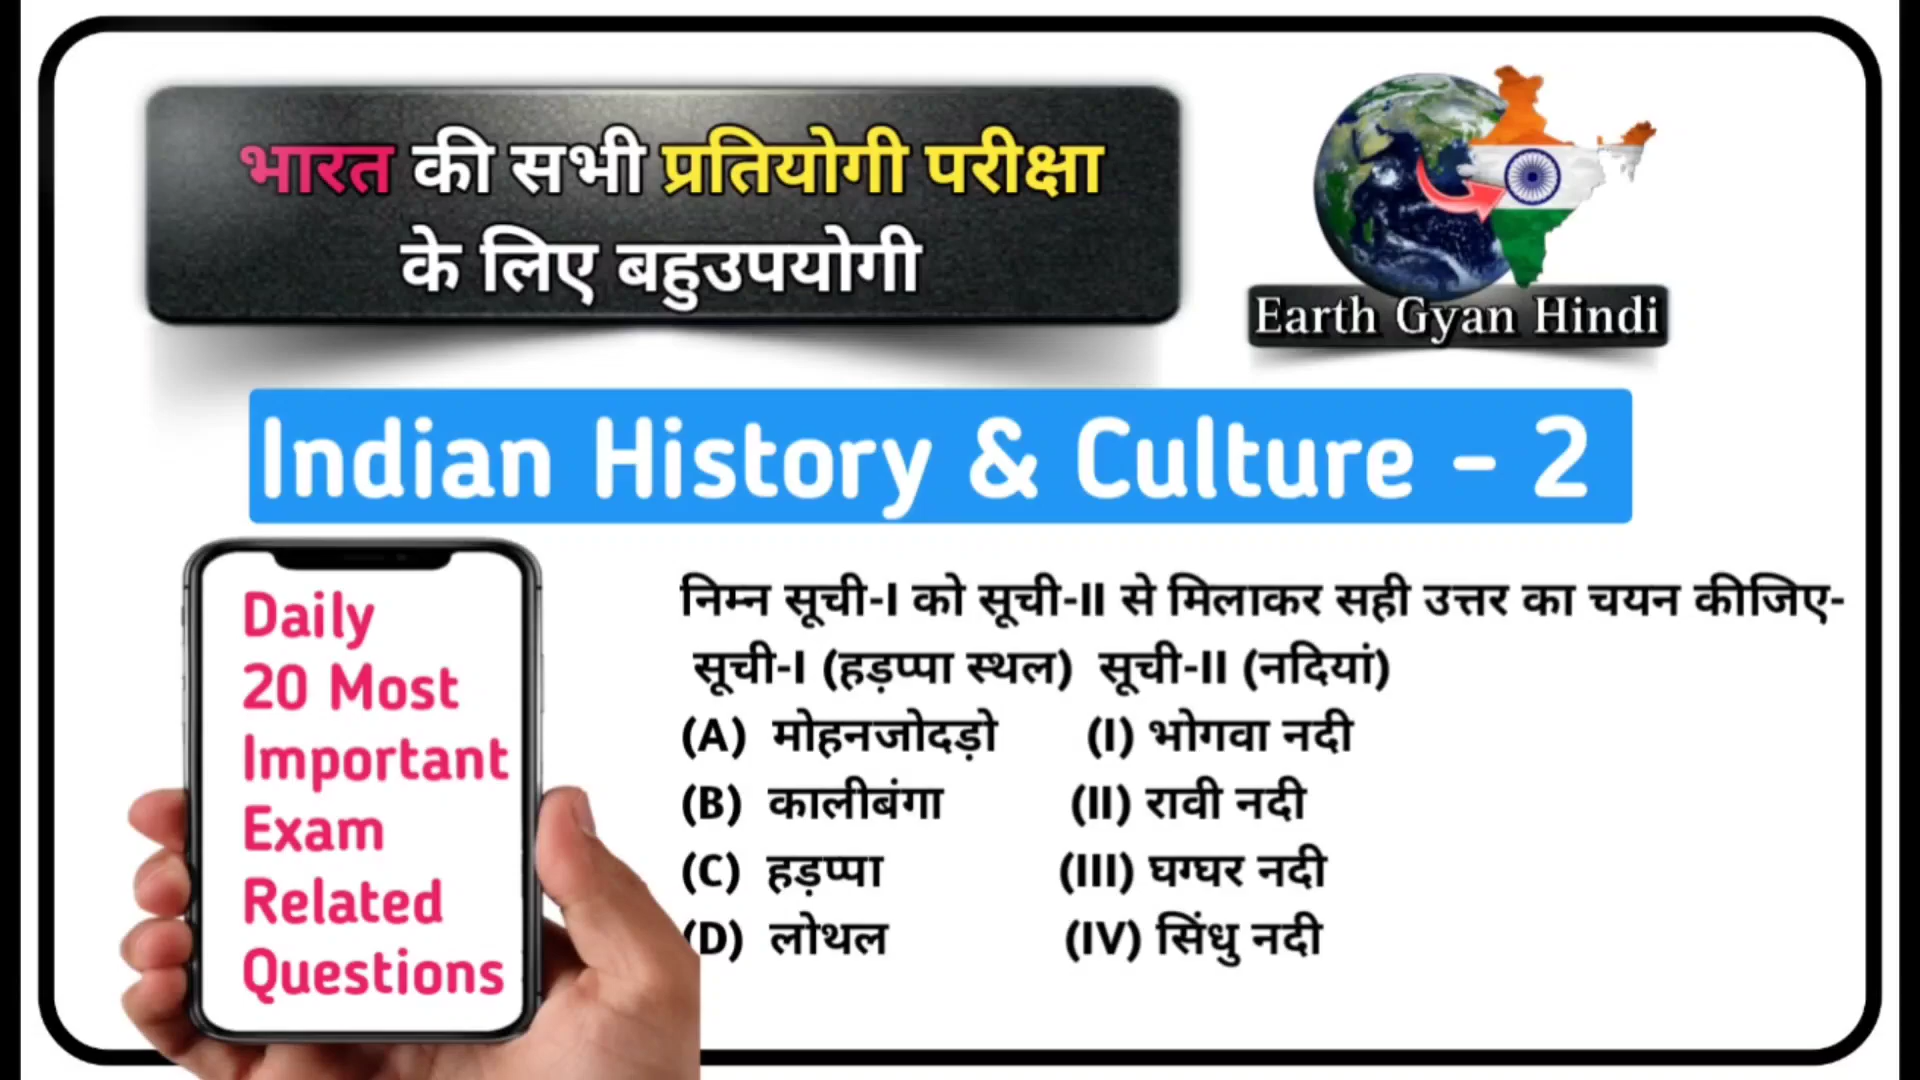 भारत की सभी प्रतियोगी परीक्षा
के लिए बहुउपयोगी
Earth Gyan Hindi
Indian History & Culture - 2
Daily
20 Most
Important
Exam
Related
Questions
निम्न सूची-I को सूची-II से मिलाकर सही उत्तर का चयन कीजिए-
सूची-I (हड़प्पा स्थल) सूची-II (नदियां)
(A) मोहनजोदड़ो (I) भोगवा नदी
(B) कालीबंगा (II) रावी नदी
(C) हड़प्पा (III) घग्घर नदी
(D) लोथल (IV) सिंधु नदी